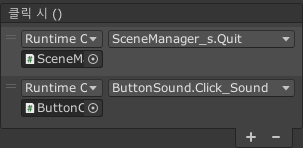 클릭 시 ()
Runtime C SceneManager_s.Quit
SceneM
Runtime C ButtonSound.Click_Sound
ButtonC